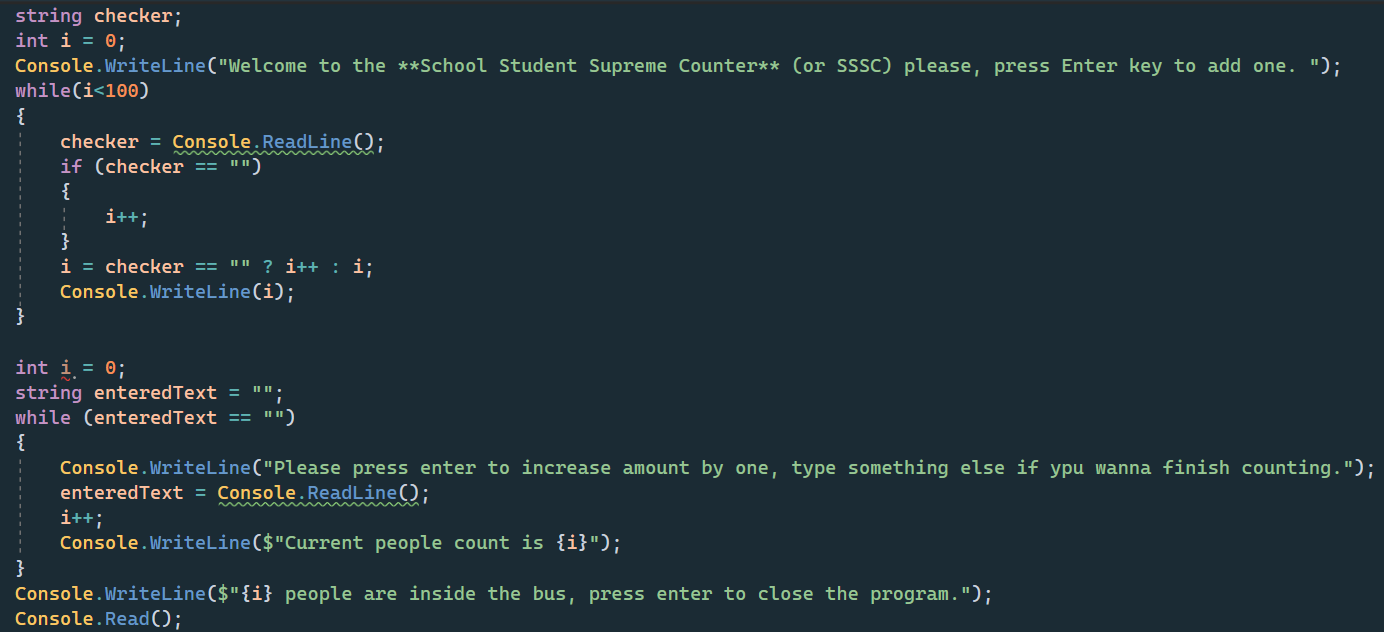 string checker;
int i = 0;
Console.WriteLine("Welcome to the **School Student Supreme Counter** (or SSSC) please, press Enter key to add one. ");
while(i<100)
{
    checker = Console.ReadLine();
    if (checker == "")
    {
        i++;
    }
    i = checker == "" ? i++ : i;
    Console.WriteLine(i);
}

int i = 0;
string enteredText = "";
while (enteredText == "")
{
    Console.WriteLine("Please press enter to increase amount by one, type something else if ypu wanna finish counting.");
    enteredText = Console.ReadLine();
    i++;
    Console.WriteLine($"Current people count is {i}");
}
Console.WriteLine($"{i} people are inside the bus, press enter to close the program.");
Console.Read();